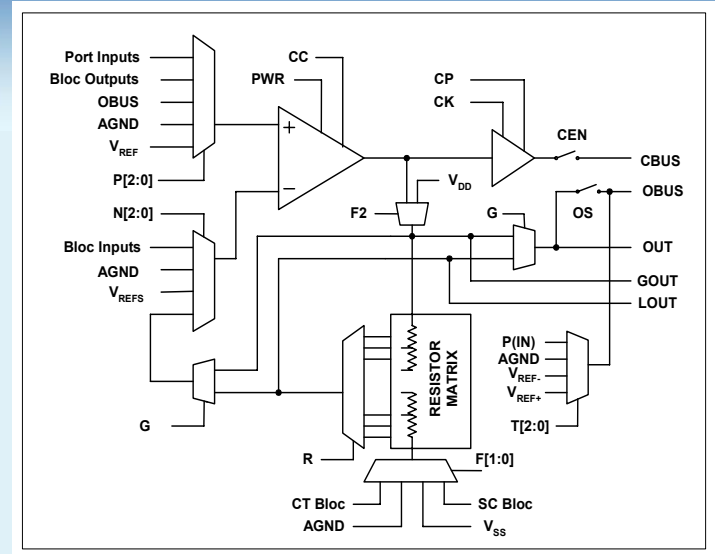 Port Inputs
Bloc Outputs
OBUS
AGND
VREF
P[2:0]
N[2:0]
Bloc Inputs
AGND
VREFS
G
PWR
CC
+
−
CP
CK
CEN
CBUS
VDD
F2
G
OS
OBUS
OUT
GOUT
LOUT
RESISTOR
MATRIX
P(IN)
AGND
VREF-
VREF+
T[2:0]
R
F[1:0]
CT Bloc
SC Bloc
AGND
VSS